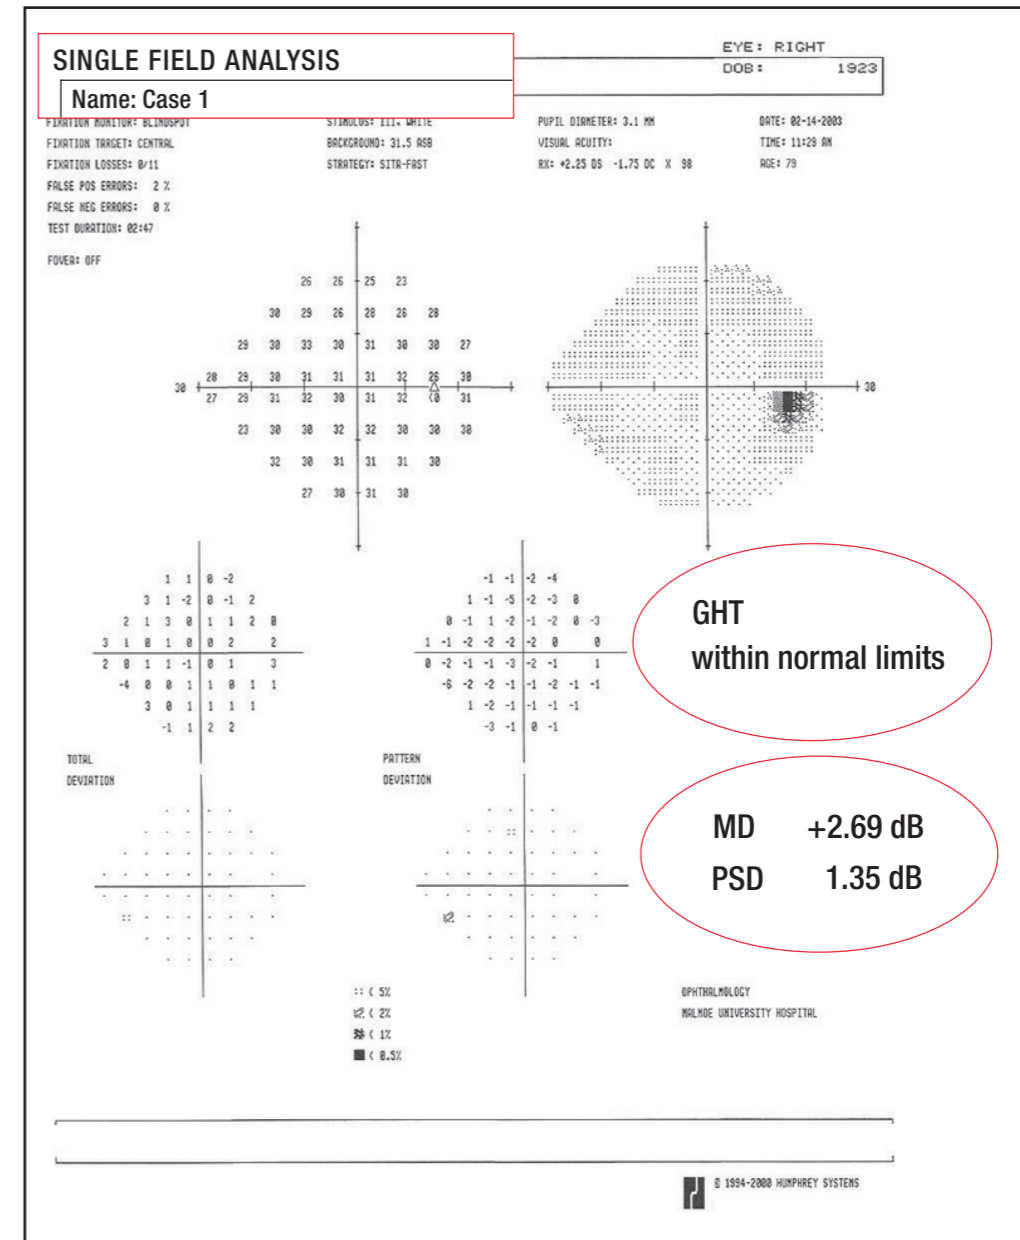 SINGLE FIELD ANALYSIS
Name: Case 1
EYE: RIGHT
DOB: 1923
FIXATION MONITOR: BLINDSPOT
STIMULUS: III, WHITE
PUPIL DIAMETER: 3.1 MM
DATE: 02-14-2003
FIXATION TARGET: CENTRAL
BACKGROUND: 31.5 ASB
VISUAL ACUITY:
TIME: 11:29 AM
FIXATION LOSSES: 0/11
STRATEGY: SITA-FAST
RX: +2.25 DS -1.75 DC X 98
AGE: 79
FALSE POS ERRORS: 2 %
FALSE NEG ERRORS: 0 %
TEST DURATION: 02:47
FOVEA: OFF
26 26 25 23
30 29 26 28 26 28
29 30 33 30 31 30 30 27
28 29 30 31 31 31 32 26 30
30
30
27 29 31 32 30 31 32 <0 31
23 30 30 32 32 30 30 30
32 30 31 31 31 30
27 30 31 30
1 1 0 -2
3 1 -2 0 -1 2
2 1 3 0 1 1 2 0
3 1 0 1 0 0 2 2
2 0 1 1 -1 0 1 3
-4 0 0 1 1 0 1 1
3 0 1 1 1 1
-1 1 2 2
TOTAL
DEVIATION
-1 -1 -2 -4
1 -1 -5 -2 -3 0
0 -1 1 -2 -1 -2 0 -3
1 -1 -2 -2 -2 -2 0 0
0 -2 -1 -1 -3 -2 -1 1
-6 -2 -2 -1 -1 -2 -1 -1
1 -2 -1 -1 -1 -1
-3 -1 0 -1
PATTERN
DEVIATION
GHT
within normal limits
MD +2.69 dB
PSD 1.35 dB
:: < 5%
< 2%
< 1%
■ < 0.5%
OPHTHALMOLOGY
MALMOE UNIVERSITY HOSPITAL
© 1994-2000 HUMPHREY SYSTEMS